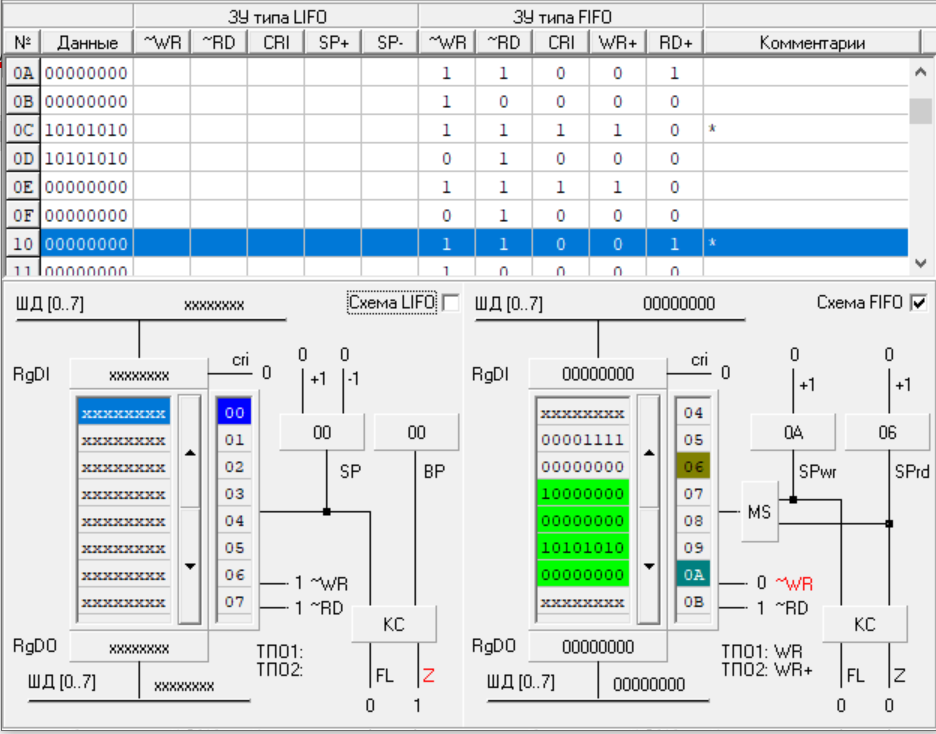 ЗУ типа LIFO ЗУ типа FIFO
№ Данные ~WR ~RD CRI SP+ SP- ~WR ~RD CRI WR+ RD+ Комментарии
0A 00000000 1 1 0 0 1
0B 00000000 1 0 0 0 0
0C 10101010 1 1 1 1 0 *
0D 10101010 0 1 0 0 0
0E 00000000 1 1 1 1 0
0F 00000000 0 1 0 0 0
10 00000000 1 1 0 0 1 *
11 00000000 1 0 0 0 0
ШД [0..7] xxxxxxxx Схема LIFO
RgDI xxxxxxxx cri 0 0 0
+1 -1
xxxxxxxx 00
xxxxxxxx 01
xxxxxxxx 02
xxxxxxxx 03
xxxxxxxx 04
xxxxxxxx 05
xxxxxxxx 06
xxxxxxxx 07
00 00
SP BP
1 ~WR
1 ~RD
КС
RgDO xxxxxxxx
ТПО1:
ТПО2:
FL Z
0 1
ШД [0..7] xxxxxxxx
ШД [0..7] 00000000 Схема FIFO
RgDI 00000000 cri 0 0 0
+1 +1
xxxxxxxx 04
00001111 05
00000000 06
10000000 07
00000000 08
10101010 09
00000000 0A
xxxxxxxx 0B
0A 06
SPwr SPrd
MS
0 ~WR
1 ~RD
КС
RgDO 00000000
ТПО1: WR
ТПО2: WR+
FL Z
0 0
ШД [0..7] 00000000